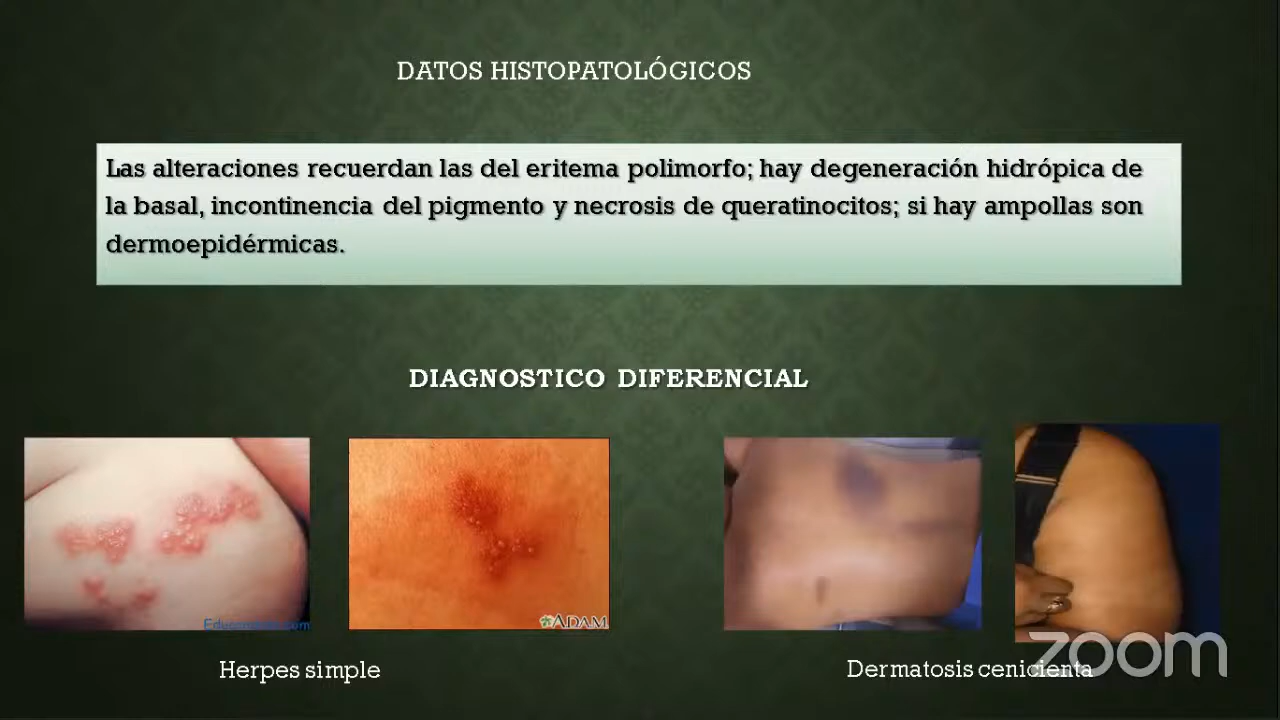 DATOS HISTOPATOLÓGICOS
Las alteraciones recuerdan las del eritema polimorfo; hay degeneración hidrópica de
la basal, incontinencia del pigmento y necrosis de queratinocitos; si hay ampollas son
dermoepidérmicas.
DIAGNOSTICO DIFERENCIAL
ADAM
Herpes simple
Dermatosis cenicienta
zoom